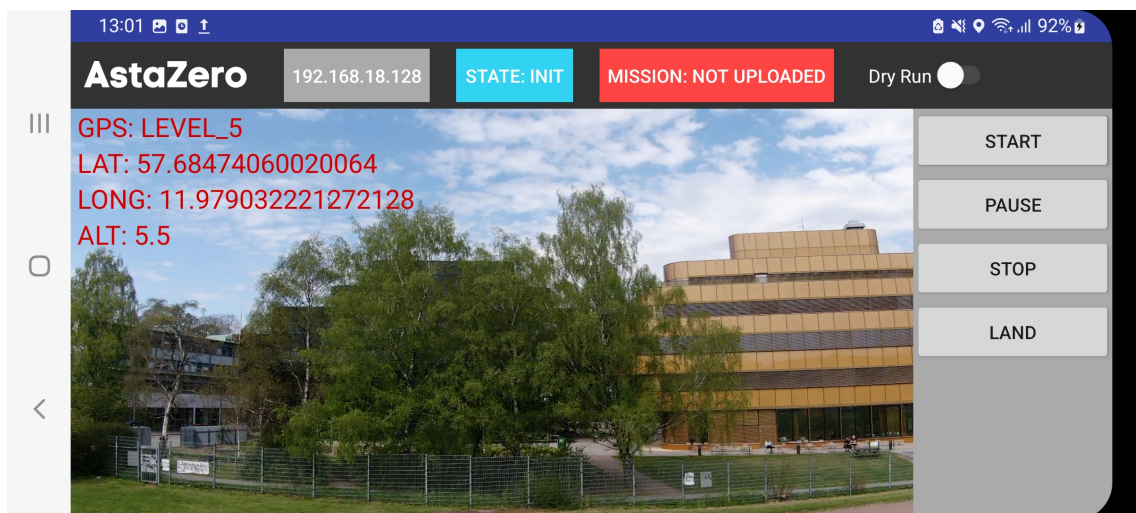 13:01 92%
AstaZero 192.168.18.128 STATE: INIT MISSION: NOT UPLOADED Dry Run
GPS: LEVEL_5
LAT: 57.68474060020064
LONG: 11.979032221272128
ALT: 5.5
START
PAUSE
STOP
LAND